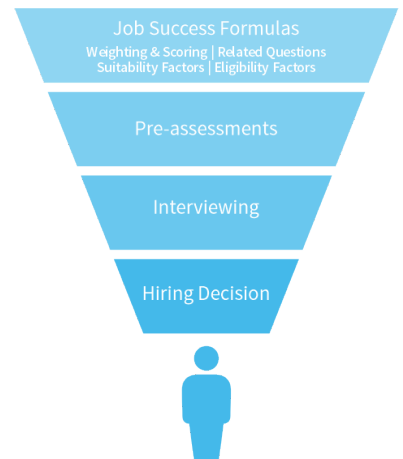 Job Success Formulas
Weighting & Scoring | Related Questions
Suitability Factors | Eligibility Factors
Pre-assessments
Interviewing
Hiring Decision